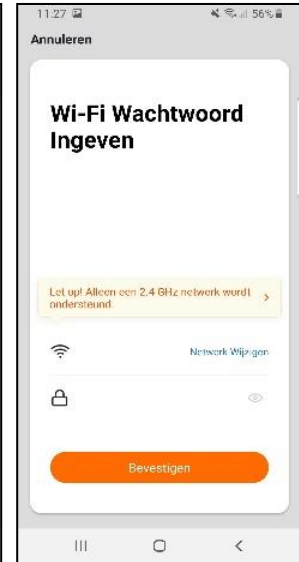 11:27 56%
Annuleren
Wi-Fi Wachtwoord
Ingeven
Let op! Alleen een 2.4 GHz netwerk wordt
ondersteund.
Netwerk Wijzigen
Bevestigen